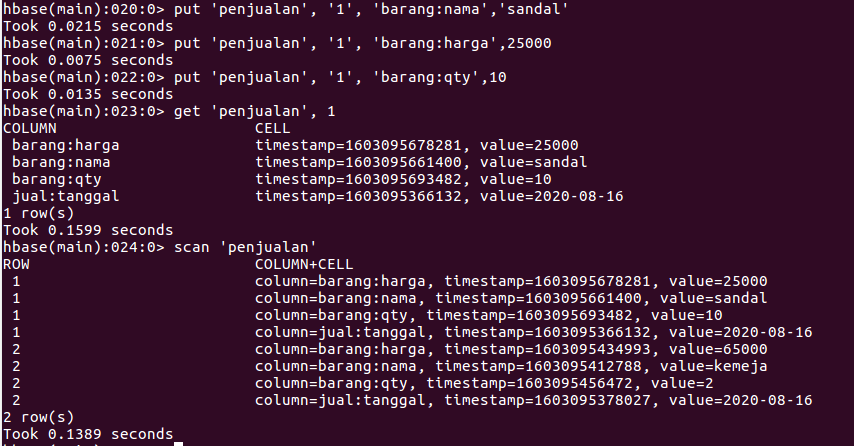 hbase(main):020:0> put 'penjualan', '1', 'barang:nama','sandal'
Took 0.0215 seconds
hbase(main):021:0> put 'penjualan', '1', 'barang:harga',25000
Took 0.0075 seconds
hbase(main):022:0> put 'penjualan', '1', 'barang:qty',10
Took 0.0135 seconds
hbase(main):023:0> get 'penjualan', 1
COLUMN                       CELL
 barang:harga                timestamp=1603095678281, value=25000
 barang:nama                 timestamp=1603095661400, value=sandal
 barang:qty                  timestamp=1603095693482, value=10
 jual:tanggal                timestamp=1603095366132, value=2020-08-16
1 row(s)
Took 0.1599 seconds
hbase(main):024:0> scan 'penjualan'
ROW                          COLUMN+CELL
 1                           column=barang:harga, timestamp=1603095678281, value=25000
 1                           column=barang:nama, timestamp=1603095661400, value=sandal
 1                           column=barang:qty, timestamp=1603095693482, value=10
 1                           column=jual:tanggal, timestamp=1603095366132, value=2020-08-16
 2                           column=barang:harga, timestamp=1603095434993, value=65000
 2                           column=barang:nama, timestamp=1603095412788, value=kemeja
 2                           column=barang:qty, timestamp=1603095456472, value=2
 2                           column=jual:tanggal, timestamp=1603095378027, value=2020-08-16
2 row(s)
Took 0.1389 seconds